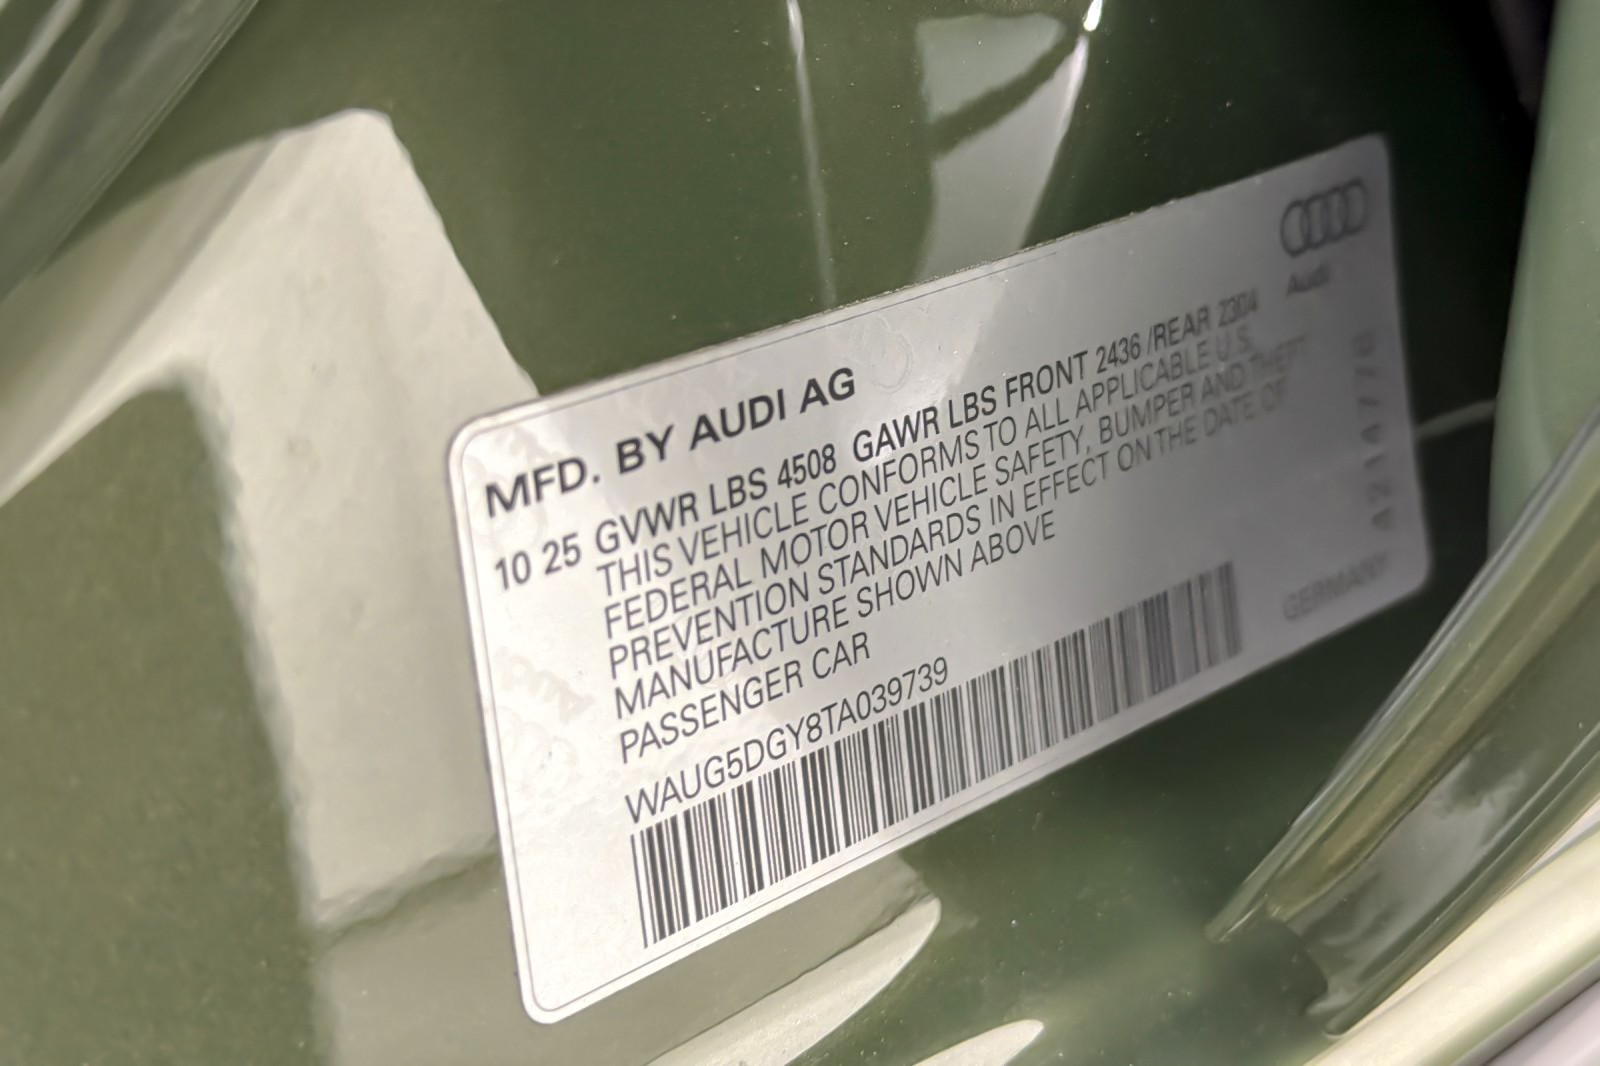 MFD. BY AUDI AG
10 25 GVWR LBS 4508 GAWR LBS FRONT 2436 /REAR 2304
THIS VEHICLE CONFORMS TO ALL APPLICABLE U.S.
FEDERAL MOTOR VEHICLE SAFETY, BUMPER AND THEFT
PREVENTION STANDARDS IN EFFECT ON THE DATE OF
MANUFACTURE SHOWN ABOVE
PASSENGER CAR
WAUG5DGY8TA039739
Audi
GERMANY